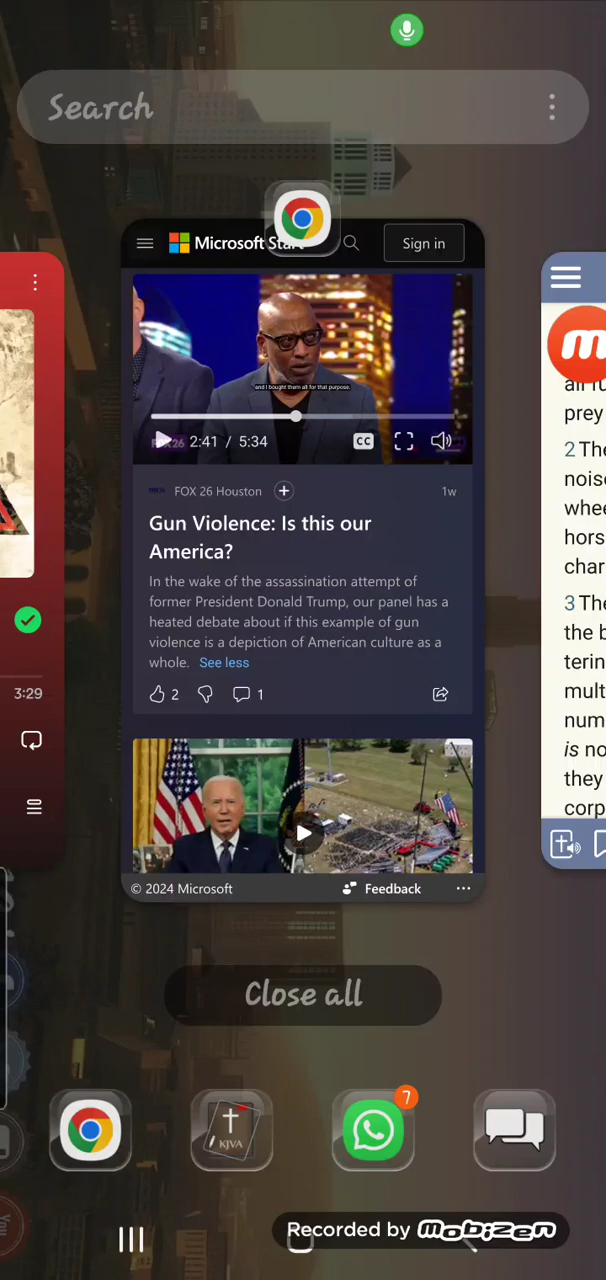 Search
Microsoft Start
Sign in
and I bought them all for that purpose.
FOX 26
2:41 / 5:34
CC
FOX 26 Houston
1w
Gun Violence: Is this our
America?
In the wake of the assassination attempt of
former President Donald Trump, our panel has a
heated debate about if this example of gun
violence is a depiction of American culture as a
whole. See less
2
1
© 2024 Microsoft
Feedback
3:29
m
prey
2 The
noise
whee
hors
char
3 The
the b
terin
mult
num
is no
they
corp
Close all
KJVA
7
You
Recorded by mobizen